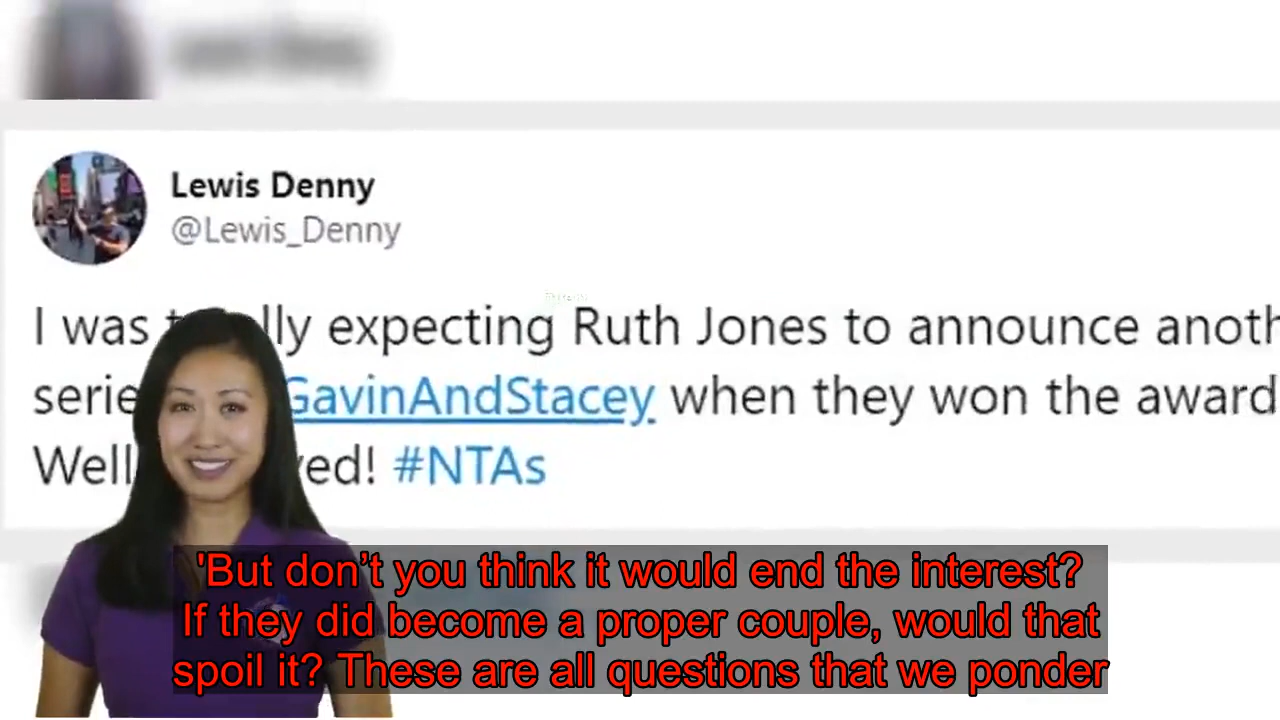 Lewis Denny
@Lewis_Denny
I was lly expecting Ruth Jones to announce anoth
serie GavinAndStacey when they won the award
Well ved! #NTAs
'But don't you think it would end the interest?
If they did become a proper couple, would that
spoil it? These are all questions that we ponder